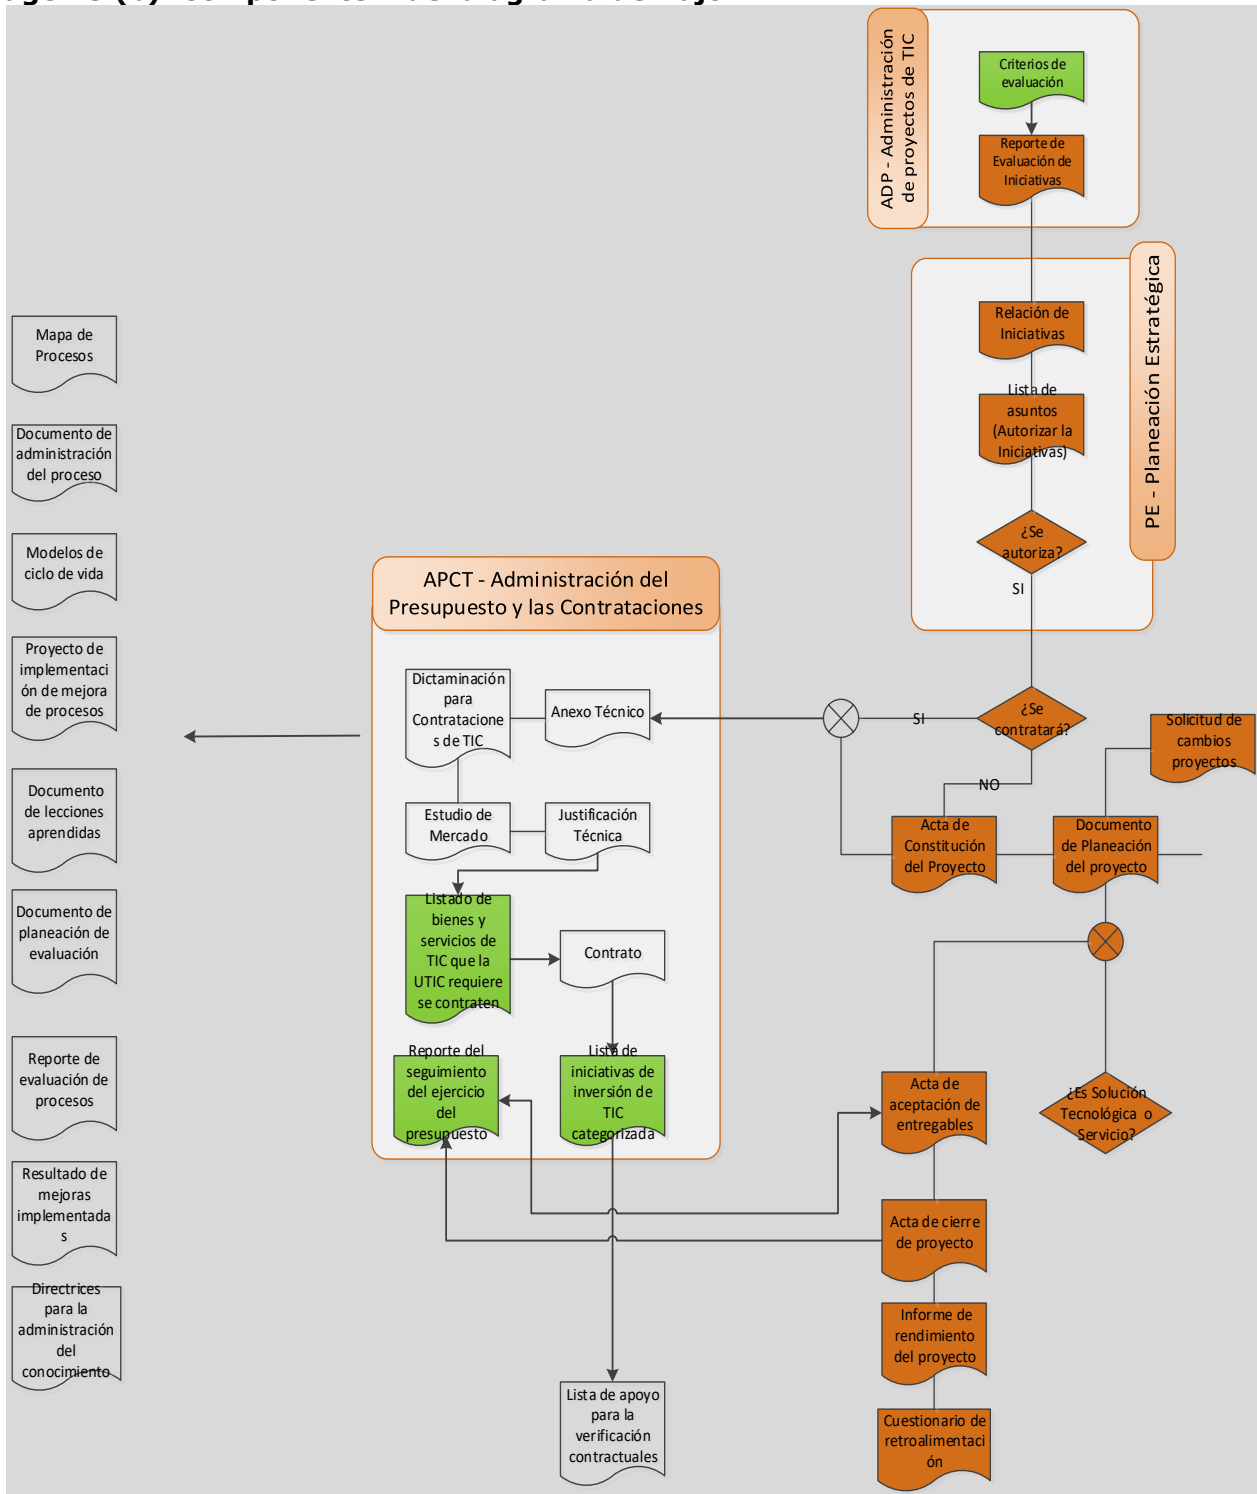 ADP - Administración
de proyectos de TIC
Criterios de
evaluación
Reporte de
Evaluación de
Iniciativas
PE - Planeación Estratégica
Relación de
Iniciativas
Lista de
asuntos
(Autorizar la
Iniciativas)
¿Se
autoriza?
SI
¿Se
contratará?
SI
NO
Solicitud de
cambios
proyectos
Acta de
Constitución
del Proyecto
Documento
de Planeación
del proyecto
¿Es Solución
Tecnológica o
Servicio?
Acta de
aceptación de
entregables
Acta de cierre
de proyecto
Informe de
rendimiento
del proyecto
Cuestionario de
retroalimentaci
ón
APCT - Administración del
Presupuesto y las Contrataciones
Dictaminación
para
Contratacione
s de TIC
Anexo Técnico
Estudio de
Mercado
Justificación
Técnica
Listado de
bienes y
servicios de
TIC que la
UTIC requiere
se contraten
Contrato
Reporte del
seguimiento
del ejercicio
del
presupuesto
Lista de
iniciativas de
inversión de
TIC
categorizada
Lista de apoyo
para la
verificación
contractuales
Mapa de
Procesos
Documento de
administración
del proceso
Modelos de
ciclo de vida
Proyecto de
implementaci
ón de mejora
de procesos
Documento
de lecciones
aprendidas
Documento de
planeación de
evaluación
Reporte de
evaluación de
procesos
Resultado de
mejoras
implementada
s
Directrices
para la
administración
del
conocimiento